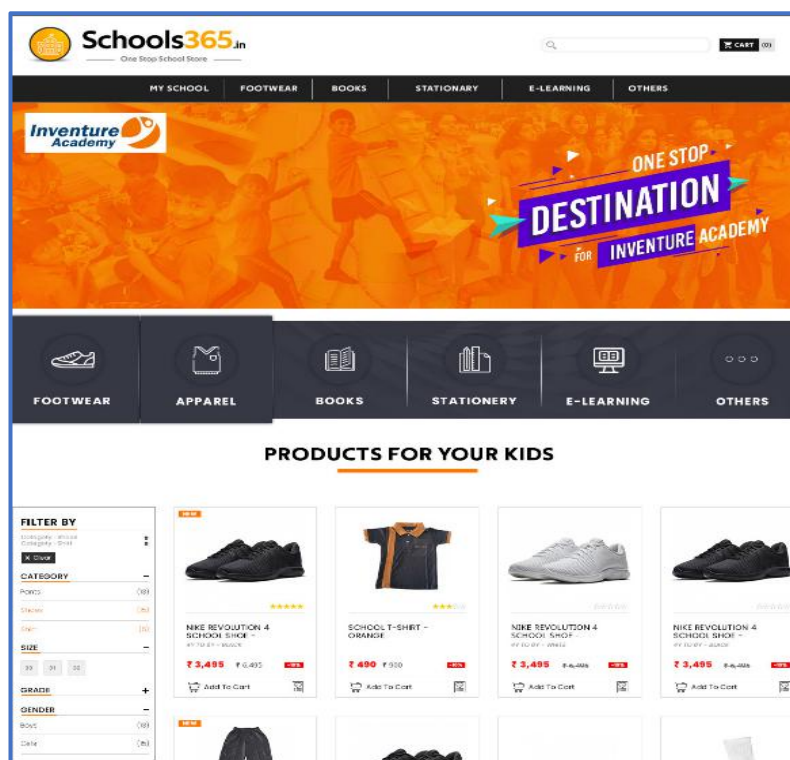 Schools365.in
One Stop School Store
CART (0)
MY SCHOOL FOOTWEAR BOOKS STATIONARY E-LEARNING OTHERS
Inventure
Academy
ONE STOP
DESTINATION
FOR INVENTURE ACADEMY
FOOTWEAR APPAREL BOOKS STATIONERY E-LEARNING OTHERS
PRODUCTS FOR YOUR KIDS
FILTER BY
X Clear
CATEGORY
Pants
SIZE
GRADE
GENDER
Boys
NEW
NIKE REVOLUTION 4
SCHOOL SHOE -
₹ 3,495 ₹ 6,495
Add To Cart
SCHOOL T-SHIRT -
ORANGE
₹ 490
Add To Cart
NIKE REVOLUTION 4
SCHOOL SHOE -
₹ 3,495
Add To Cart
NIKE REVOLUTION 4
SCHOOL SHOE -
₹ 3,495
Add To Cart
NEW